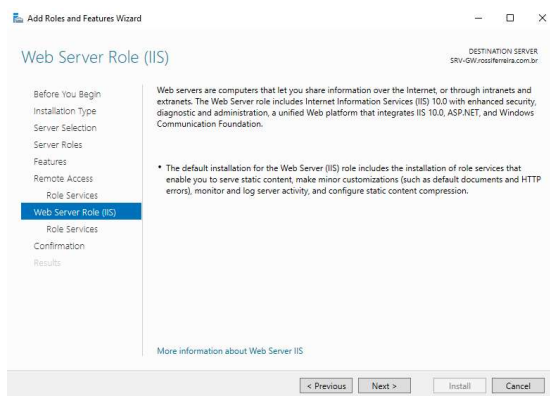 Add Roles and Features Wizard
Web Server Role (IIS)
DESTINATION SERVER
SRV-GW.rossiferreira.com.br
Before You Begin
Installation Type
Server Selection
Server Roles
Features
Remote Access
Role Services
Web Server Role (IIS)
Role Services
Confirmation
Results
Web servers are computers that let you share information over the Internet, or through intranets and
extranets. The Web Server role includes Internet Information Services (IIS) 10.0 with enhanced security,
diagnostic and administration, a unified Web platform that integrates IIS 10.0, ASP.NET, and Windows
Communication Foundation.
• The default installation for the Web Server (IIS) role includes the installation of role services that
enable you to serve static content, make minor customizations (such as default documents and HTTP
errors), monitor and log server activity, and configure static content compression.
More information about Web Server IIS
< Previous
Next >
Install
Cancel